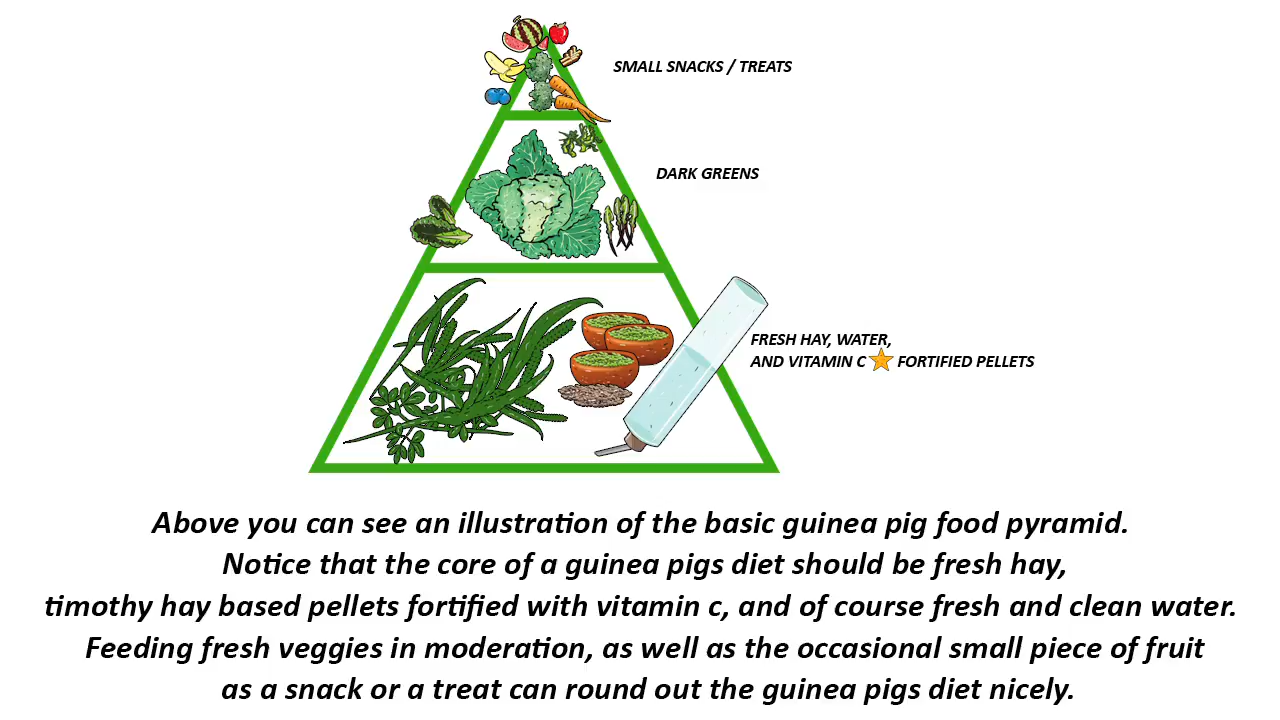 SMALL SNACKS / TREATS
DARK GREENS
FRESH HAY, WATER,
AND VITAMIN C FORTIFIED PELLETS
Above you can see an illustration of the basic guinea pig food pyramid.
Notice that the core of a guinea pigs diet should be fresh hay,
timothy hay based pellets fortified with vitamin c, and of course fresh and clean water.
Feeding fresh veggies in moderation, as well as the occasional small piece of fruit
as a snack or a treat can round out the guinea pigs diet nicely.